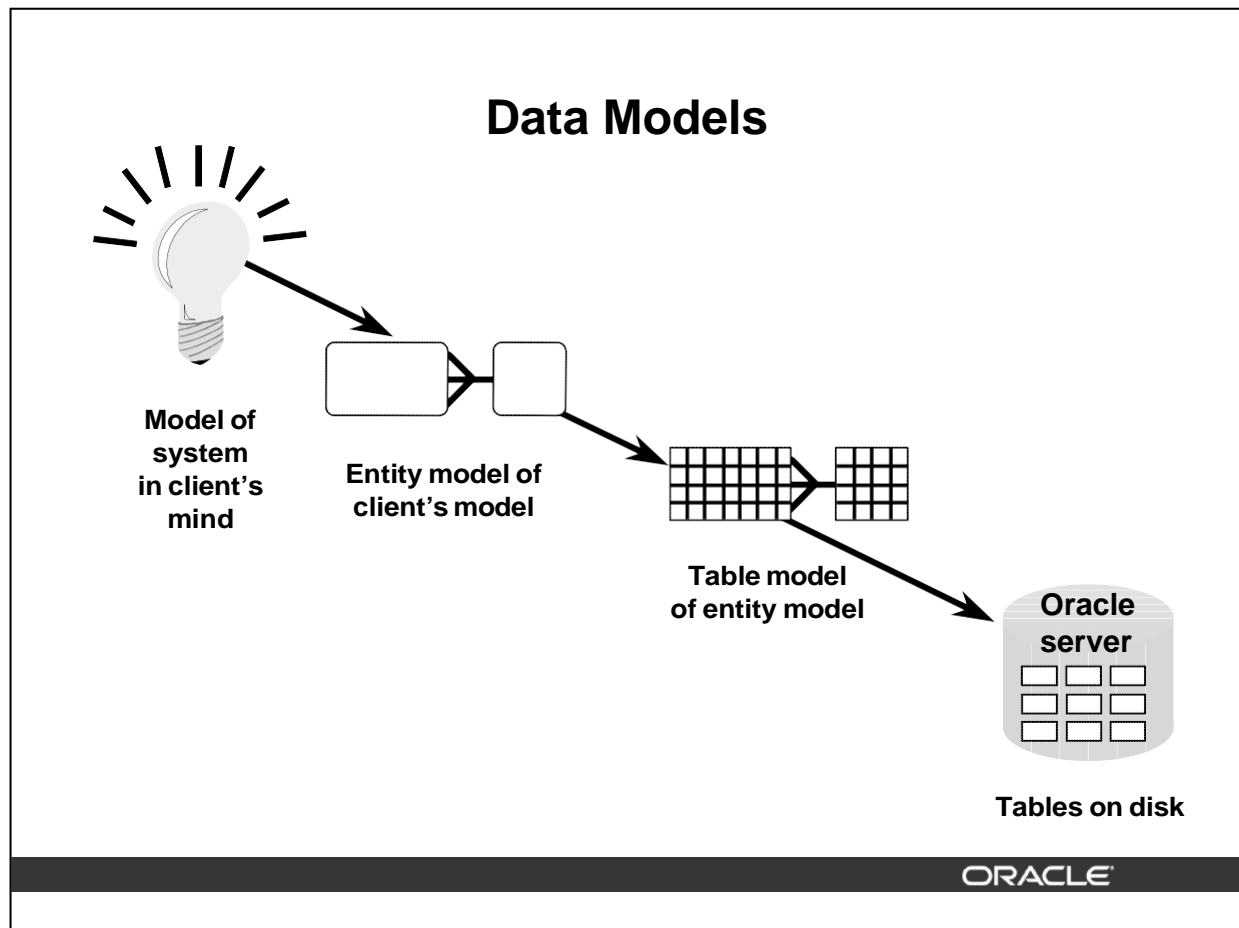 Data Models
Model of
system
in client's
mind
Entity model of
client's model
Table model
of entity model
Oracle
server
Tables on disk
ORACLE